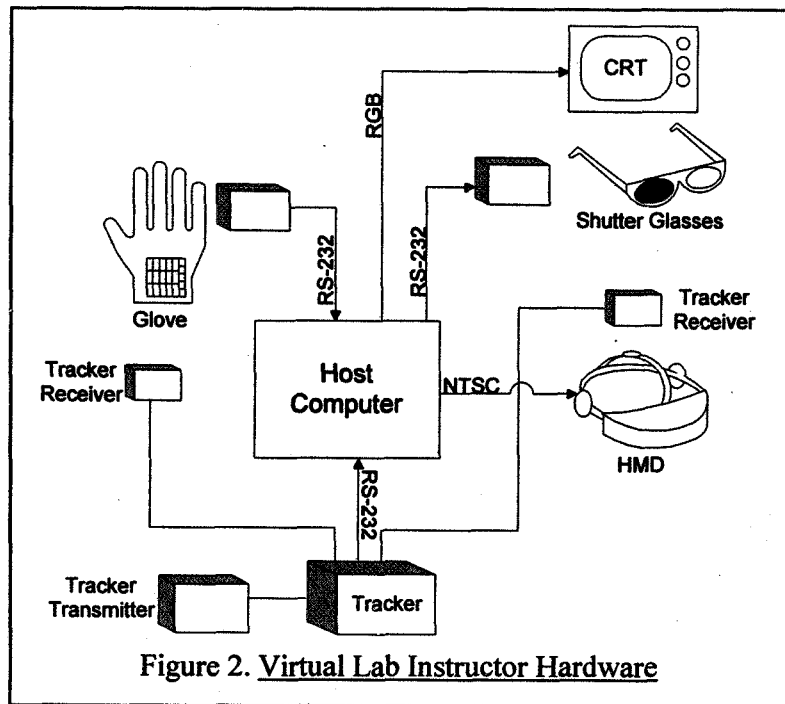 CRT
RGB
Shutter Glasses
RS-232
RS-232
Glove
Tracker
Receiver
Tracker
Receiver
Host
Computer
NTSC
HMD
RS-232
Tracker
Transmitter
Tracker
Figure 2. Virtual Lab Instructor Hardware